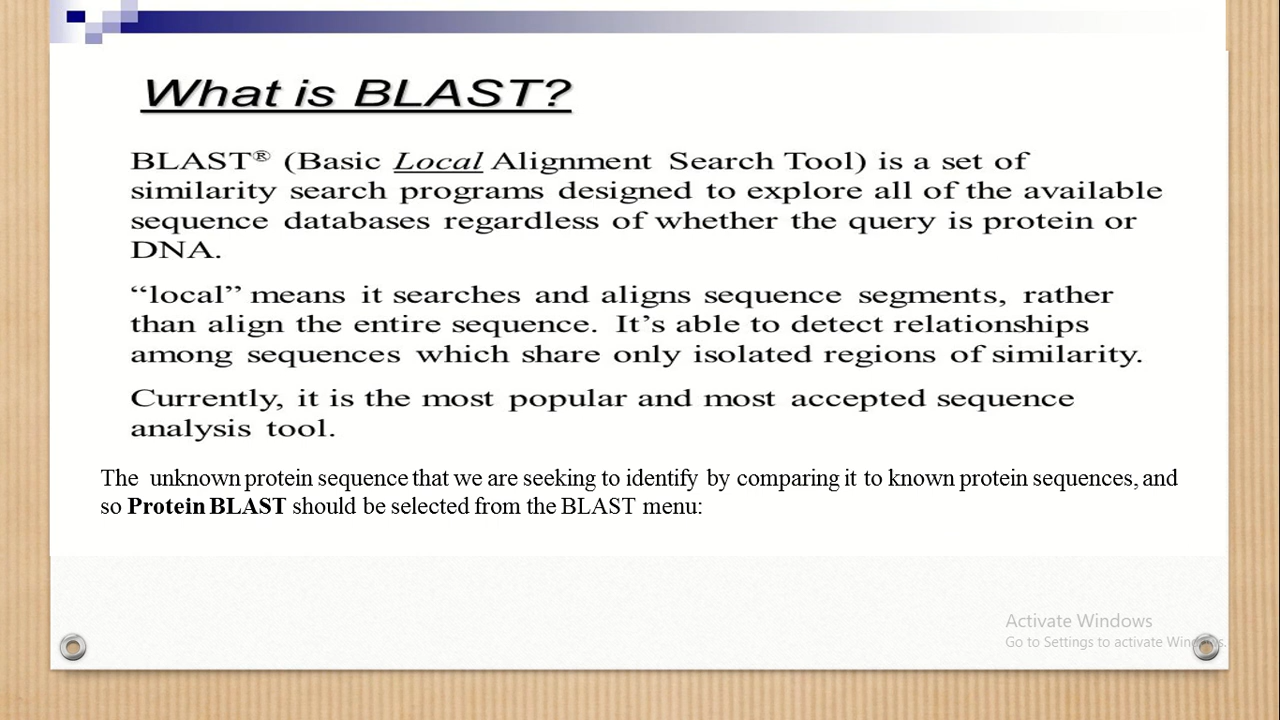 What is BLAST?
BLAST® (Basic Local Alignment Search Tool) is a set of
similarity search programs designed to explore all of the available
sequence databases regardless of whether the query is protein or
DNA.
“local” means it searches and aligns sequence segments, rather
than align the entire sequence. It’s able to detect relationships
among sequences which share only isolated regions of similarity.
Currently, it is the most popular and most accepted sequence
analysis tool.
The unknown protein sequence that we are seeking to identify by comparing it to known protein sequences, and
so Protein BLAST should be selected from the BLAST menu:
Activate Windows
Go to Settings to activate Windows.